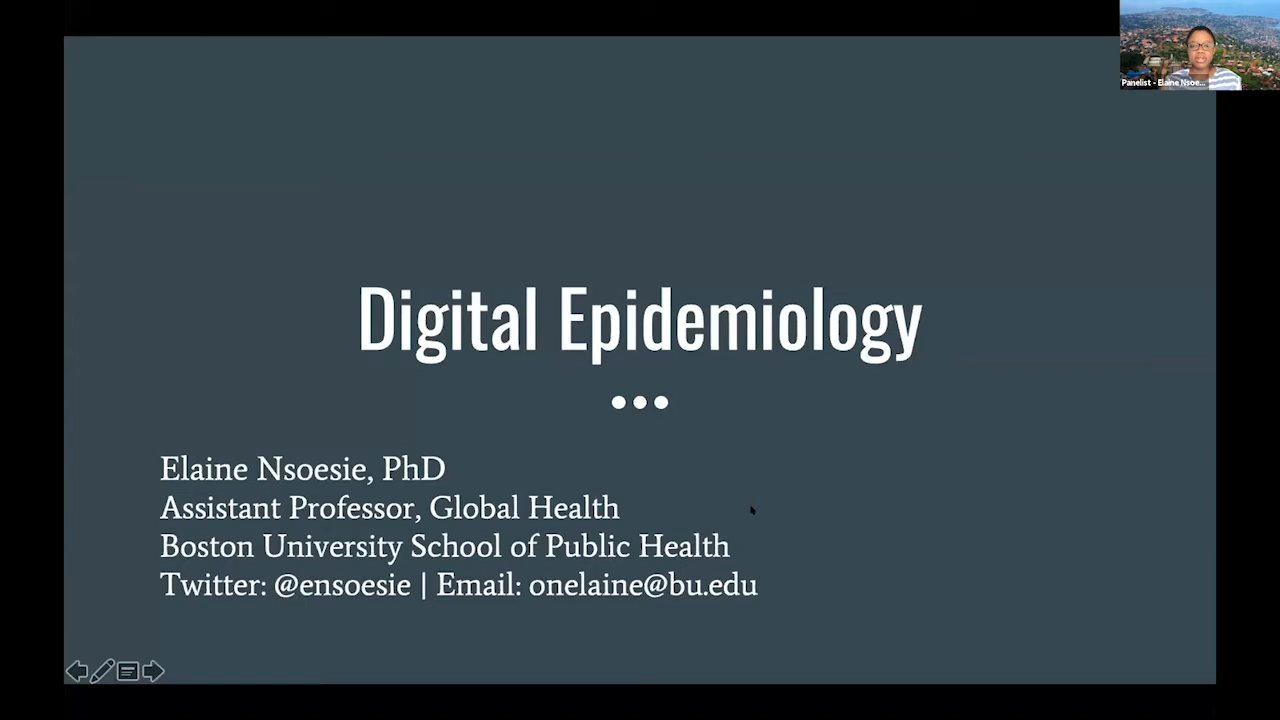 Panelist - Elaine Nsoe...
Digital Epidemiology
Elaine Nsoesie, PhD
Assistant Professor, Global Health
Boston University School of Public Health
Twitter: @ensoesie | Email: onelaine@bu.edu